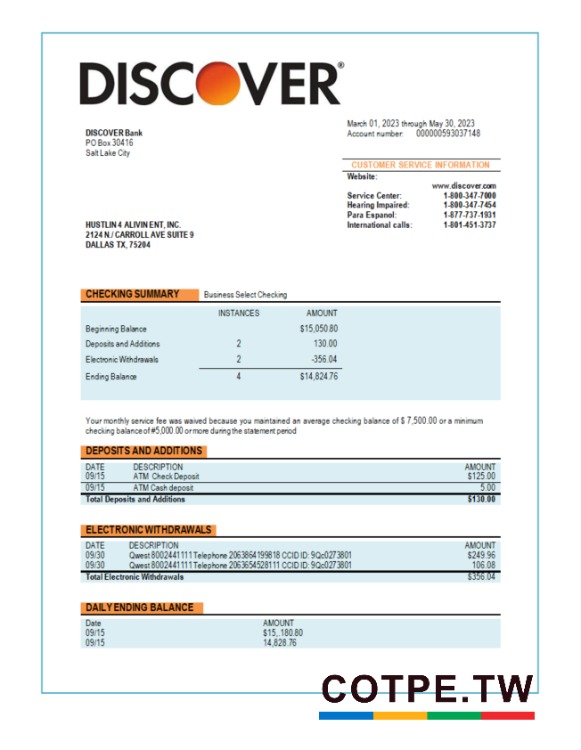 DISCOVER®
March 01, 2023 through May 30, 2023
DISCOVER Bank
Account number: 000000593037148
PO Box 30416
Salt Lake City
CUSTOMER SERVICE INFORMATION
Website:
www.discover.com
Service Center: 1-800-347-7000
Hearing Impaired: 1-800-347-7454
Para Espanol: 1-877-737-1931
International calls: 1-801-451-3737
HUSTLIN 4 ALIVIN ENT, INC.
2124 N./ CARROLL AVE SUITE 9
DALLAS TX, 75204
CHECKING SUMMARY Business Select Checking
INSTANCES AMOUNT
Beginning Balance $15,050.80
Deposits and Additions 2 130.00
Electronic Withdrawals 2 -356.04
Ending Balance 4 $14,824.76
Your monthly service fee was waived because you maintained an average checking balance of $ 7,500.00 or a minimum
checking balance of #5,000.00 or more during the statement period
DEPOSITS AND ADDITIONS
DATE DESCRIPTION AMOUNT
09/15 ATM Check Deposit $125.00
09/15 ATM Cash deposit 5.00
Total Deposits and Additions $130.00
ELECTRONIC WITHDRAWALS
DATE DESCRIPTION AMOUNT
09/30 Qwest 8002441111 Telephone 2063864199818 CCID ID: 9Qc0273801 $249.96
09/30 Qwest 8002441111 Telephone 2063654528111 CCID ID: 9Qc0273801 106.08
Total Electronic Withdrawals $356.04
DAILY ENDING BALANCE
Date AMOUNT
09/15 $15,.180.80
09/15 14,828.76
COTPE.TW